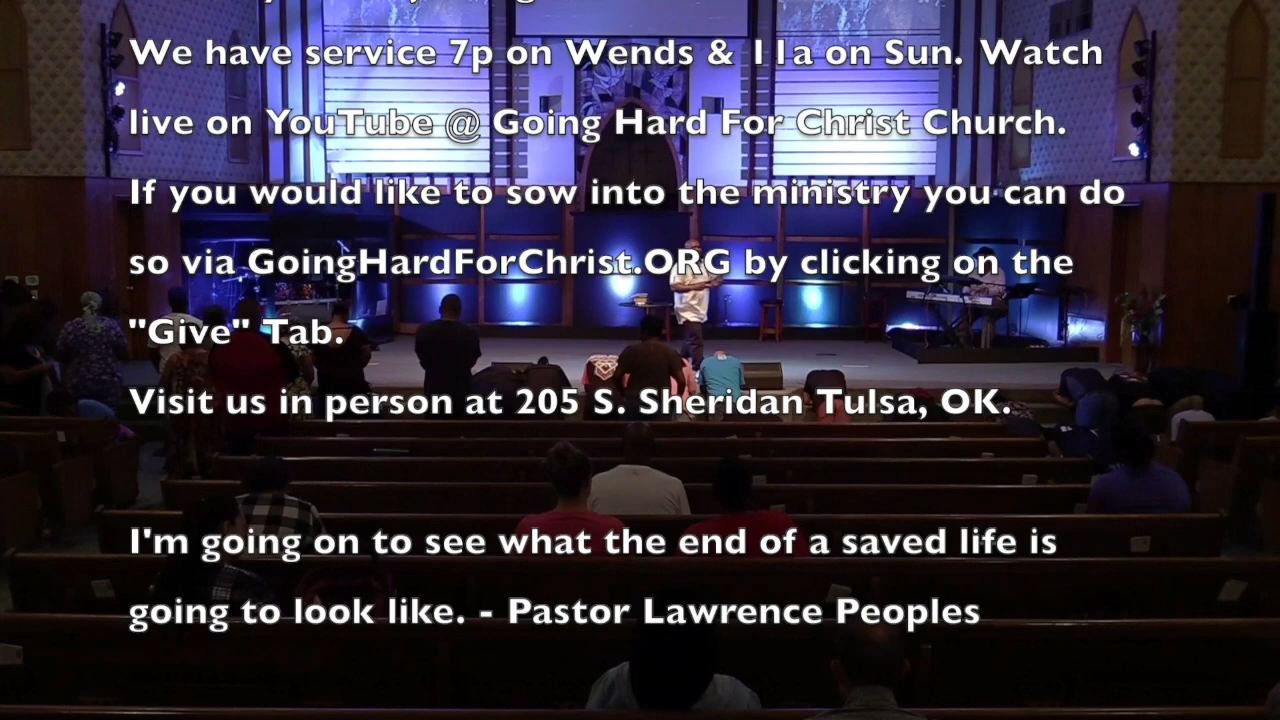 We have service 7p on Wends & 11a on Sun. Watch
live on YouTube @ Going Hard For Christ Church.
If you would like to sow into the ministry you can do
so via GoingHardForChrist.ORG by clicking on the
"Give" Tab.
Visit us in person at 205 S. Sheridan Tulsa, OK.
I'm going on to see what the end of a saved life is
going to look like. - Pastor Lawrence Peoples